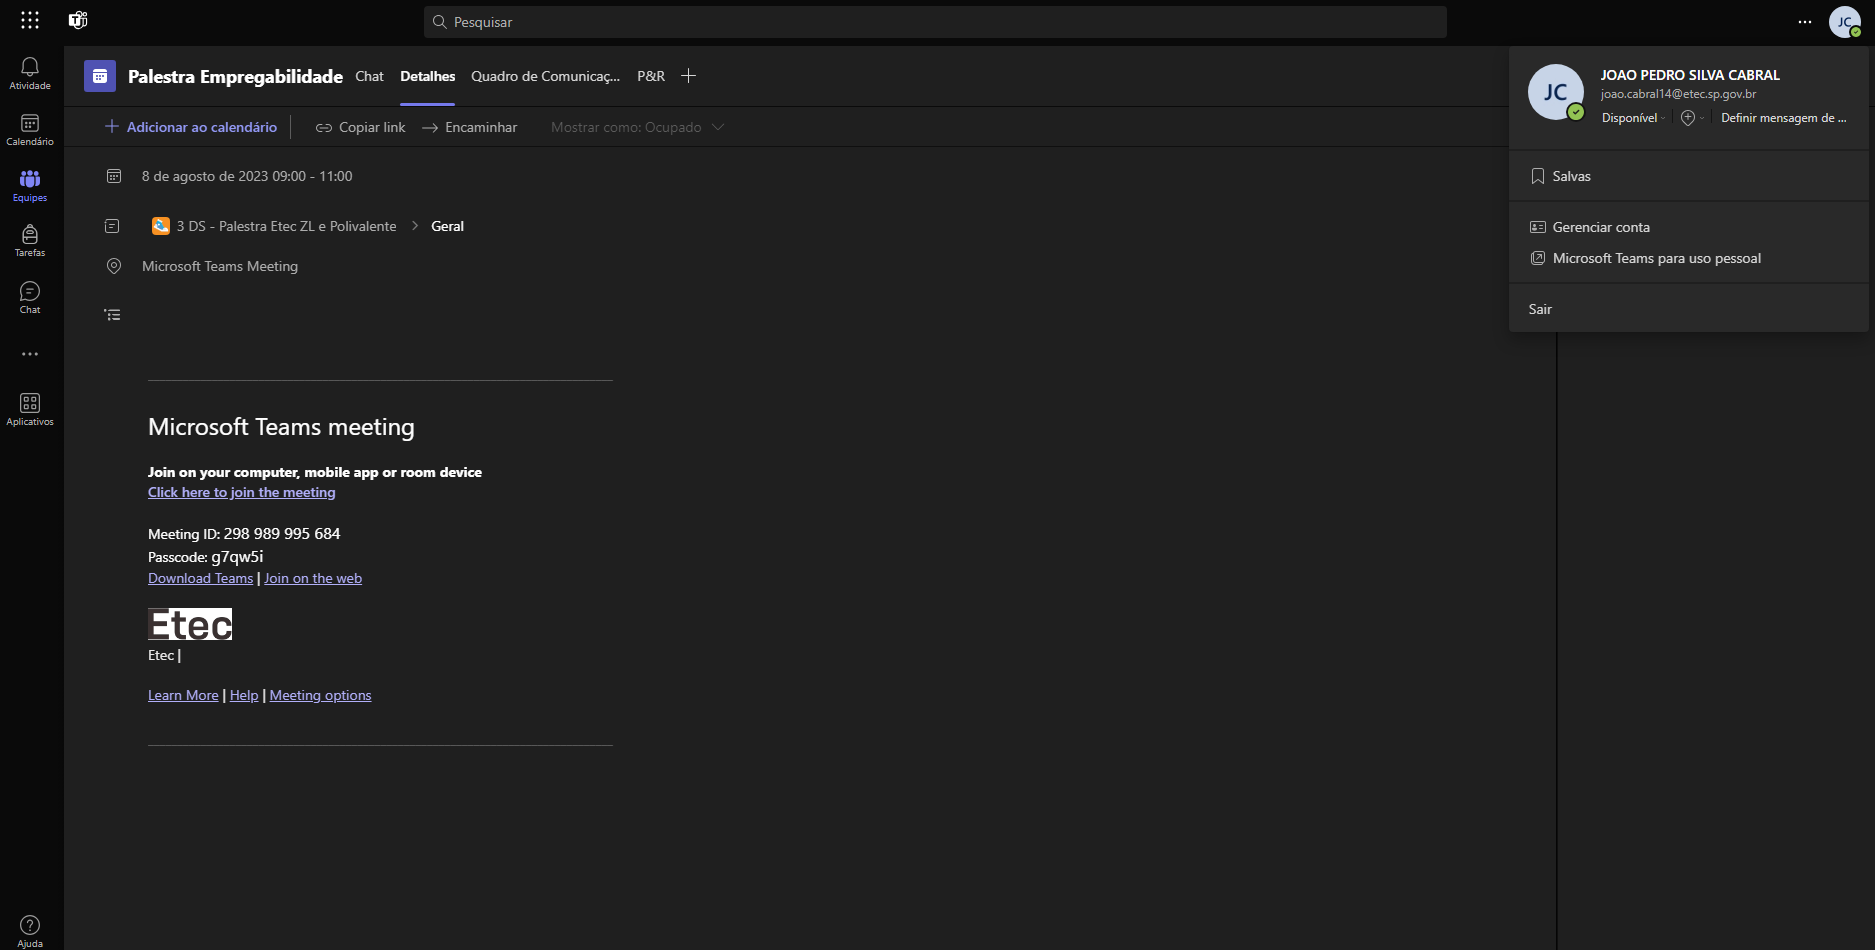 Pesquisar
JC
Atividade
Calendário
Equipes
Tarefas
Chat
Aplicativos
Ajuda
Palestra Empregabilidade Chat Detalhes Quadro de Comunicaç... P&R
Adicionar ao calendário Copiar link Encaminhar Mostrar como: Ocupado
8 de agosto de 2023 09:00 - 11:00
3 DS - Palestra Etec ZL e Polivalente > Geral
Microsoft Teams Meeting
Microsoft Teams meeting
Join on your computer, mobile app or room device
Click here to join the meeting
Meeting ID: 298 989 995 684
Passcode: g7qw5i
Download Teams | Join on the web
Etec
Etec |
Learn More | Help | Meeting options
JC
JOAO PEDRO SILVA CABRAL
joao.cabral14@etec.sp.gov.br
Disponível Definir mensagem de ...
Salvas
Gerenciar conta
Microsoft Teams para uso pessoal
Sair